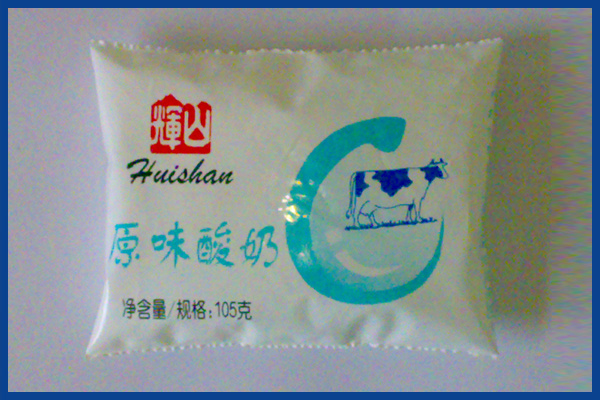 輝山
Huishan
原味酸奶
净含量/规格:105克